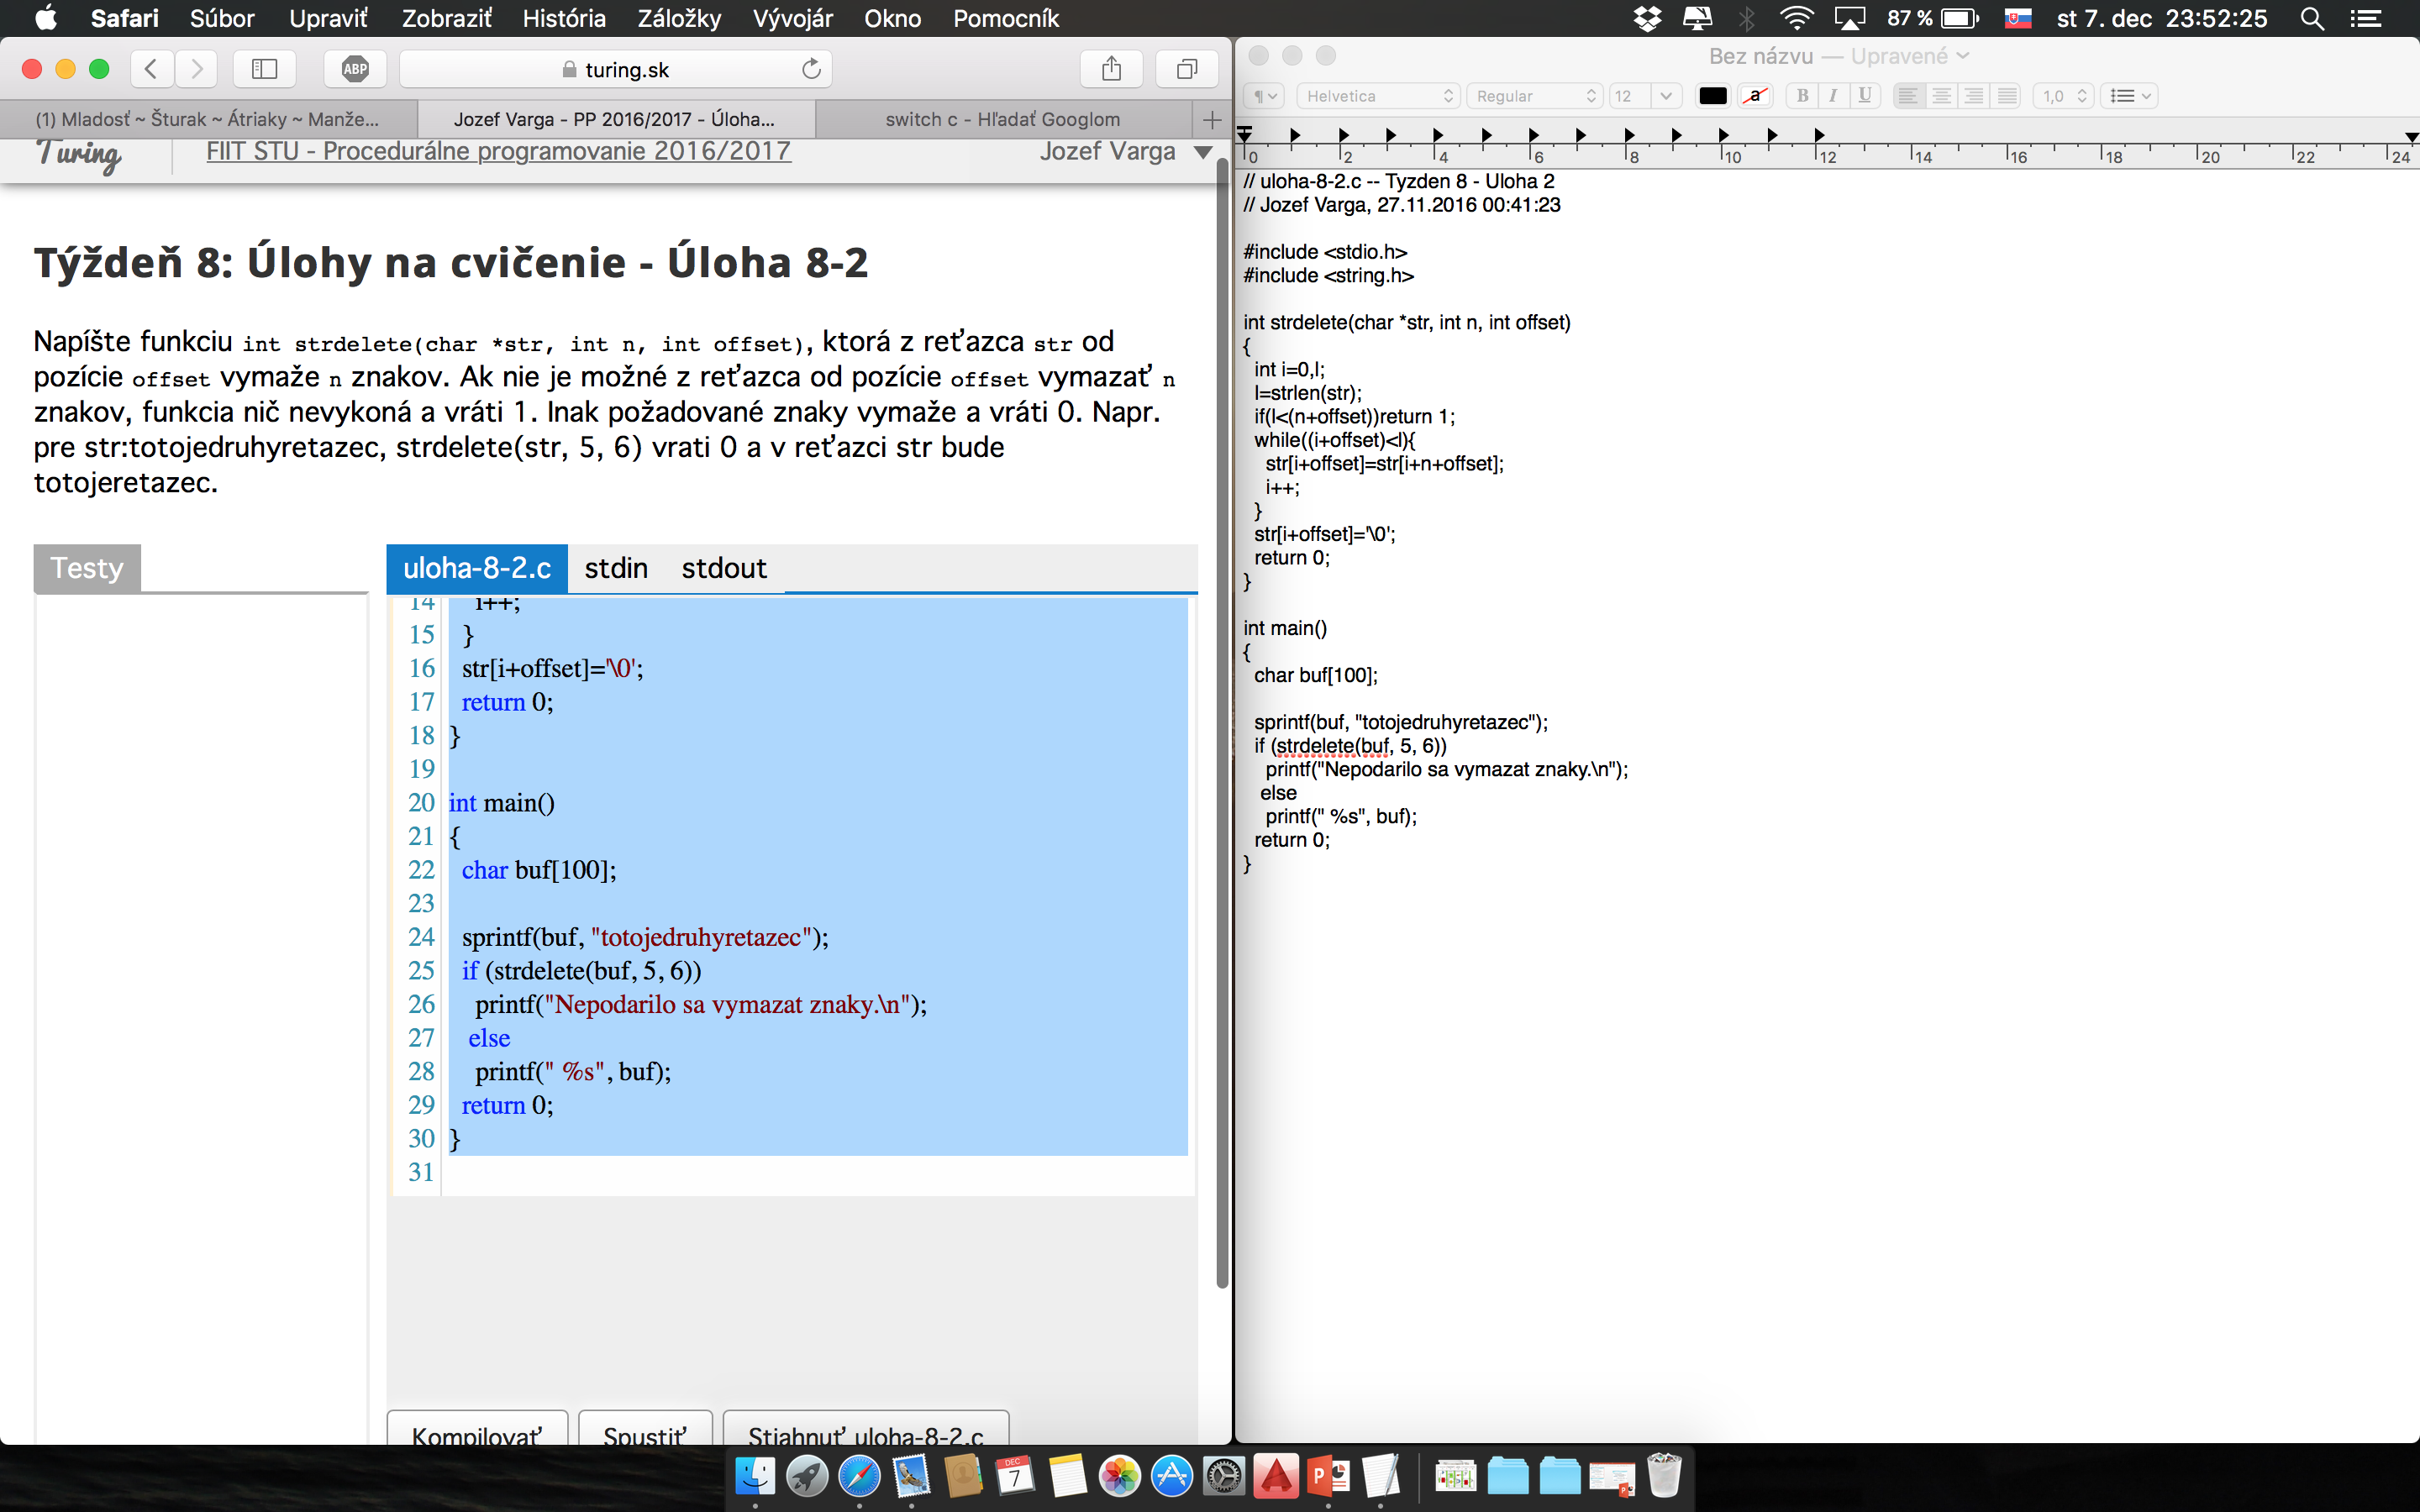 Safari Súbor Upraviť Zobraziť História Záložky Vývojár Okno Pomocník
87 % st 7. dec 23:52:25
ABP
turing.sk
(1) Mladosť ~ Šturak ~ Átriaky ~ Manže...
Jozef Varga - PP 2016/2017 - Úloha...
switch c - Hľadať Googlom
Turing
FIIT STU - Procedurálne programovanie 2016/2017
Jozef Varga
Týždeň 8: Úlohy na cvičenie - Úloha 8-2
Napíšte funkciu int strdelete(char *str, int n, int offset), ktorá z reťazca str od
pozície offset vymaže n znakov. Ak nie je možné z reťazca od pozície offset vymazať n
znakov, funkcia nič nevykoná a vráti 1. Inak požadované znaky vymaže a vráti 0. Napr.
pre str:totojedruhyretazec, strdelete(str, 5, 6) vrati 0 a v reťazci str bude
totojeretazec.
Testy
uloha-8-2.c stdin stdout
14 i++;
15 }
16 str[i+offset]='\0';
17 return 0;
18 }
19
20 int main()
21 {
22 char buf[100];
23
24 sprintf(buf, "totojedruhyretazec");
25 if (strdelete(buf, 5, 6))
26 printf("Nepodarilo sa vymazat znaky.\n");
27 else
28 printf(" %s", buf);
29 return 0;
30 }
31
Kompilovať Spustiť Stiahnuť uloha-8-2.c
Bez názvu — Upravené
¶ Helvetica Regular 12 a B I U 1,0
0 2 4 6 8 10 12 14 16 18 20 22 24
// uloha-8-2.c -- Tyzden 8 - Uloha 2
// Jozef Varga, 27.11.2016 00:41:23
#include <stdio.h>
#include <string.h>
int strdelete(char *str, int n, int offset)
{
int i=0,l;
l=strlen(str);
if(l<(n+offset))return 1;
while((i+offset)<l){
str[i+offset]=str[i+n+offset];
i++;
}
str[i+offset]='\0';
return 0;
}
int main()
{
char buf[100];
sprintf(buf, "totojedruhyretazec");
if (strdelete(buf, 5, 6))
printf("Nepodarilo sa vymazat znaky.\n");
else
printf(" %s", buf);
return 0;
}
DEC
7
P
P